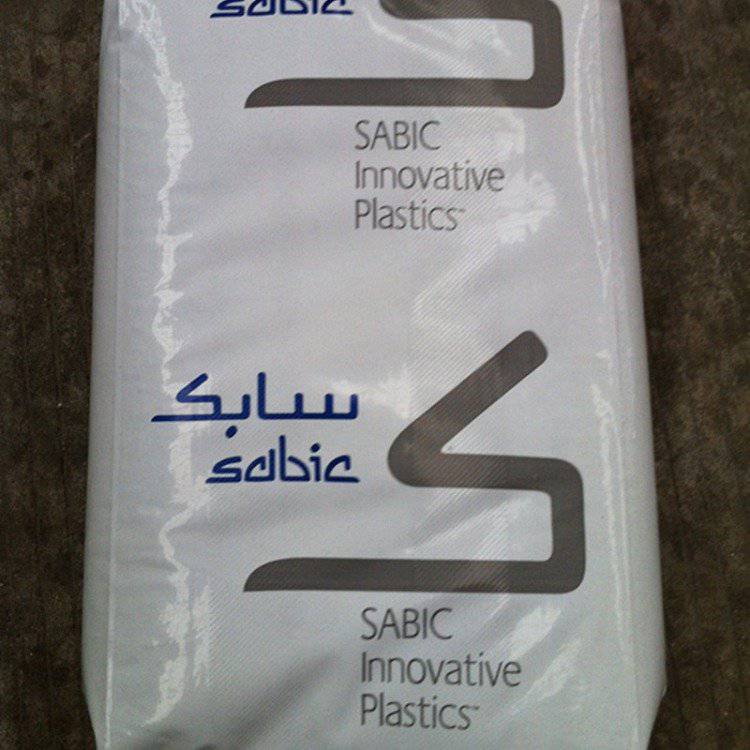 sabic
SABIC
Innovative
Plastics™
سابك
sabic
SABIC
Innovative
Plastics™